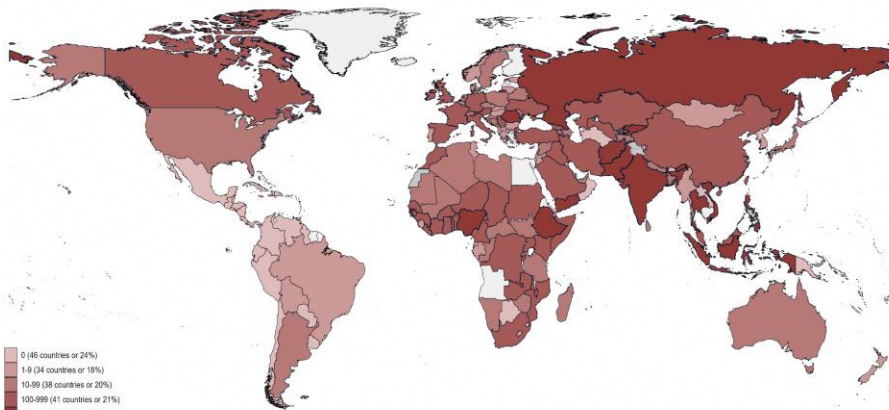 0 (46 countries or 24%)
1-9 (34 countries or 18%)
10-99 (38 countries or 20%)
100-999 (41 countries or 21%)